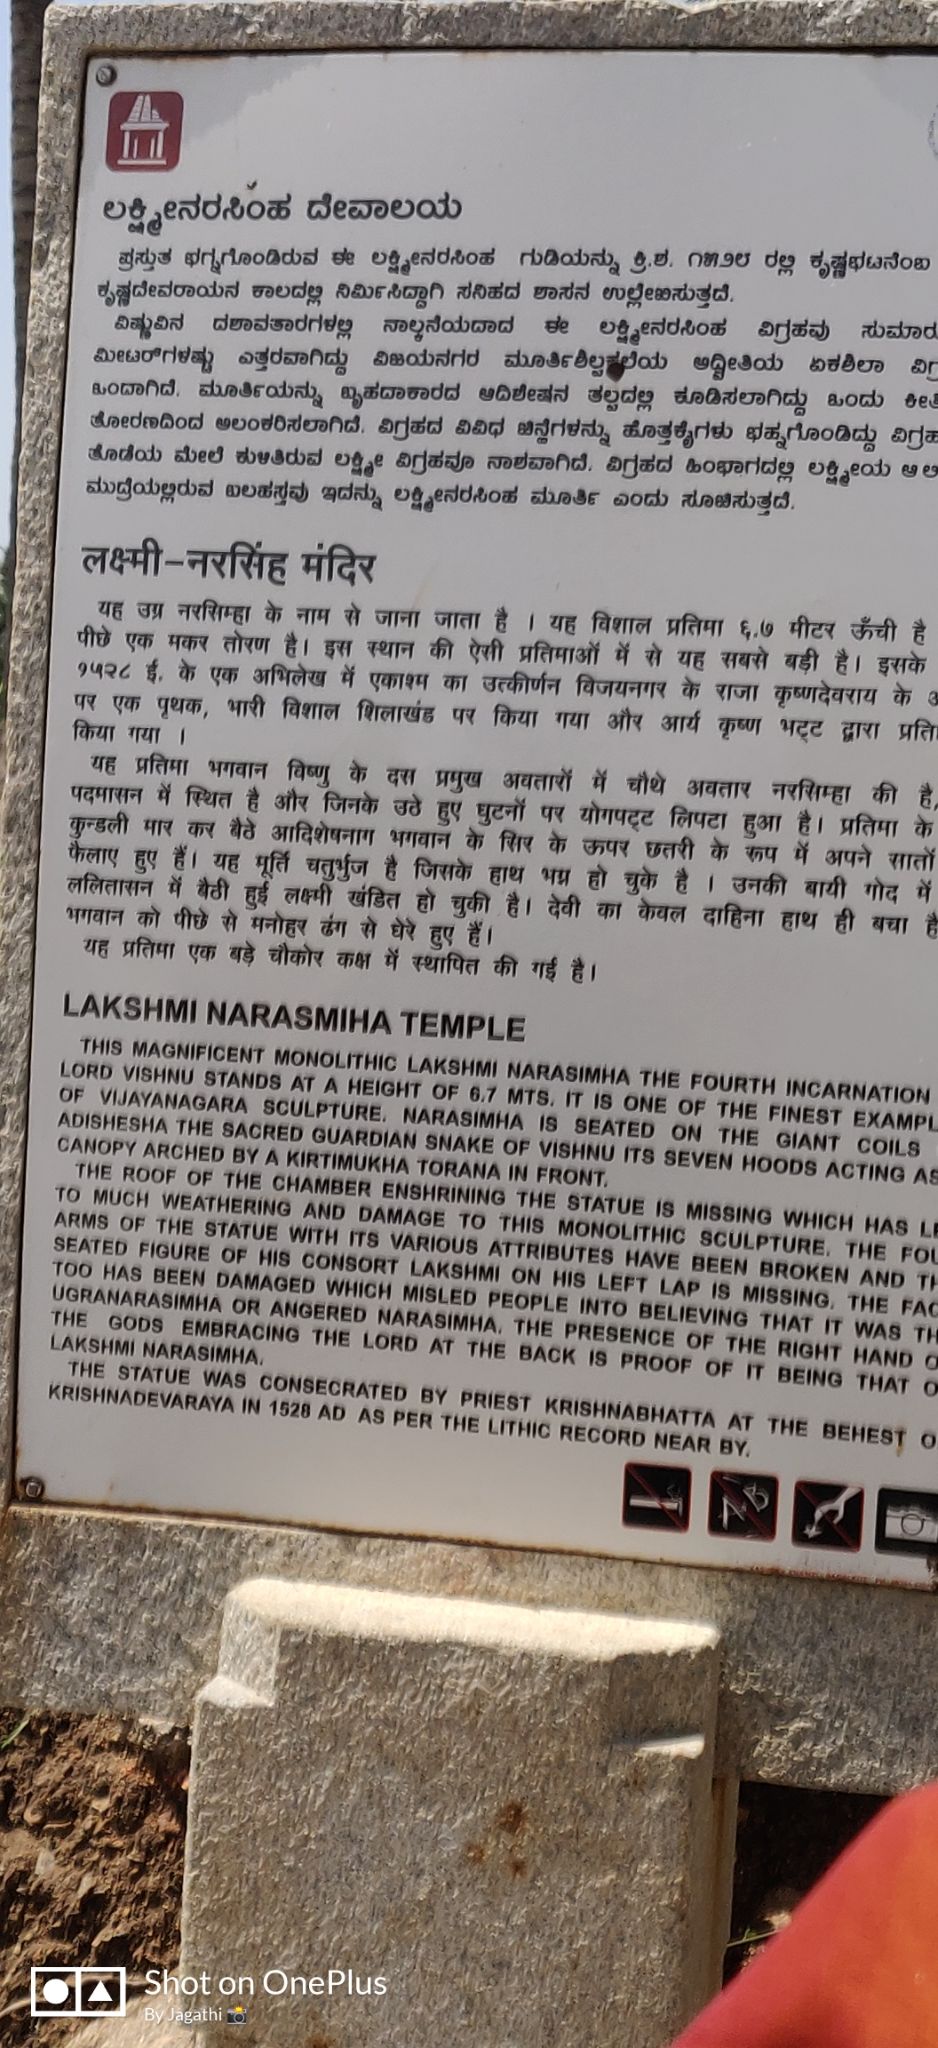 ಲಕ್ಷ್ಮೀನರಸಿಂಹ ದೇವಾಲಯ
ಪ್ರಸ್ತುತ ಭಗ್ನಗೊಂಡಿರುವ ಈ ಲಕ್ಷ್ಮೀನರಸಿಂಹ ಗುಡಿಯನ್ನು ಕ್ರಿ.ಶ. ೧೫೨೮ ರಲ್ಲಿ ಕೃಷ್ಣಭಟನೆಂಬ
ಕೃಷ್ಣದೇವರಾಯನ ಕಾಲದಲ್ಲಿ ನಿರ್ಮಿಸಿದ್ದಾಗಿ ಸನಿಹದ ಶಾಸನ ಉಲ್ಲೇಖಿಸುತ್ತದೆ.
ವಿಷ್ಣುವಿನ ದಶಾವತಾರಗಳಲ್ಲಿ ನಾಲ್ಕನೆಯದಾದ ಈ ಲಕ್ಷ್ಮೀನರಸಿಂಹ ವಿಗ್ರಹವು ಸುಮಾರು
ಮೀಟರ್‌ಗಳಷ್ಟು ಎತ್ತರವಾಗಿದ್ದು ವಿಜಯನಗರ ಮೂರ್ತಿಶಿಲ್ಪಕಲೆಯ ಅದ್ವಿತೀಯ ಏಕಶಿಲಾ
ಒಂದಾಗಿದೆ. ಮೂರ್ತಿಯನ್ನು ಬೃಹದಾಕಾರದ ಆದಿಶೇಷನ ತಲ್ಪದಲ್ಲಿ ಕೂಡಿಸಲಾಗಿದ್ದು ಒಂದು
ತೋರಣದಿಂದ ಅಲಂಕರಿಸಲಾಗಿದೆ. ವಿಗ್ರಹದ ವಿವಿಧ ಚಿನ್ಹೆಗಳನ್ನು ಹೊತ್ತಕೈಗಳು ಭಹ್ನಗೊಂಡಿದ್ದು
ತೊಡೆಯ ಮೇಲೆ ಕುಳಿತಿರುವ ಲಕ್ಷ್ಮೀ ವಿಗ್ರಹವೂ ನಾಶವಾಗಿದೆ. ವಿಗ್ರಹದ ಹಿಂಭಾಗದಲ್ಲಿ ಲಕ್ಷ್ಮೀಯ
ಮುದ್ರೆಯಲ್ಲಿರುವ ಬಲಹಸ್ತವು ಇದನ್ನು ಲಕ್ಷ್ಮೀನರಸಿಂಹ ಮೂರ್ತಿ ಎಂದು ಸೂಚಿಸುತ್ತದೆ.
लक्ष्मी-नरसिंह मंदिर
यह उग्र नरसिम्हा के नाम से जाना जाता है । यह विशाल प्रतिमा ६.७ मीटर ऊँची है
पीछे एक मकर तोरण है। इस स्थान की ऐसी प्रतिमाओं में से यह सबसे बड़ी है। इसके
१५२८ ई. के एक अभिलेख में एकाश्म का उत्कीर्णन विजयनगर के राजा कृष्णदेवराय के
पर एक पृथक, भारी विशाल शिलाखंड पर किया गया और आर्य कृष्ण भट्ट द्वारा
किया गया ।
यह प्रतिमा भगवान विष्णु के दस प्रमुख अवतारों में चौथे अवतार नरसिम्हा की है,
पदमासन में स्थित है और जिनके उठे हुए घुटनों पर योगपट्ट लिपटा हुआ है। प्रतिमा के
कुन्डली मार कर बैठे आदिशेषनाग भगवान के सिर के ऊपर छतरी के रूप में अपने सातों
फैलाए हुए हैं। यह मूर्ति चतुर्भुज है जिसके हाथ भग्न हो चुके है । उनकी बायी गोद में
ललितासन में बैठी हुई लक्ष्मी खंडित हो चुकी है। देवी का केवल दाहिना हाथ ही बचा है
भगवान को पीछे से मनोहर ढंग से घेरे हुए हैं।
यह प्रतिमा एक बड़े चौकोर कक्ष में स्थापित की गई है।
LAKSHMI NARASMIHA TEMPLE
THIS MAGNIFICENT MONOLITHIC LAKSHMI NARASIMHA THE FOURTH INCARNATION
LORD VISHNU STANDS AT A HEIGHT OF 6.7 MTS. IT IS ONE OF THE FINEST EXAMPL
OF VIJAYANAGARA SCULPTURE. NARASIMHA IS SEATED ON THE GIANT COILS
ADISHESHA THE SACRED GUARDIAN SNAKE OF VISHNU ITS SEVEN HOODS ACTING AS
CANOPY ARCHED BY A KIRTIMUKHA TORANA IN FRONT.
THE ROOF OF THE CHAMBER ENSHRINING THE STATUE IS MISSING WHICH HAS LE
TO MUCH WEATHERING AND DAMAGE TO THIS MONOLITHIC SCULPTURE. THE FOU
ARMS OF THE STATUE WITH ITS VARIOUS ATTRIBUTES HAVE BEEN BROKEN AND TH
SEATED FIGURE OF HIS CONSORT LAKSHMI ON HIS LEFT LAP IS MISSING. THE FAC
TOO HAS BEEN DAMAGED WHICH MISLED PEOPLE INTO BELIEVING THAT IT WAS TH
UGRANARASIMHA OR ANGERED NARASIMHA. THE PRESENCE OF THE RIGHT HAND O
THE GODS EMBRACING THE LORD AT THE BACK IS PROOF OF IT BEING THAT O
LAKSHMI NARASIMHA.
THE STATUE WAS CONSECRATED BY PRIEST KRISHNABHATTA AT THE BEHEST O
KRISHNADEVARAYA IN 1528 AD AS PER THE LITHIC RECORD NEAR BY.
Shot on OnePlus
By Jagathi